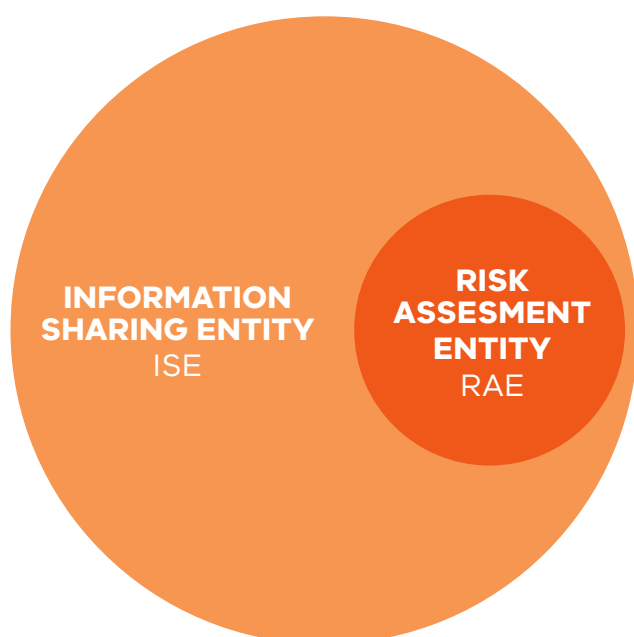 INFORMATION
SHARING ENTITY
ISE
RISK
ASSESMENT
ENTITY
RAE